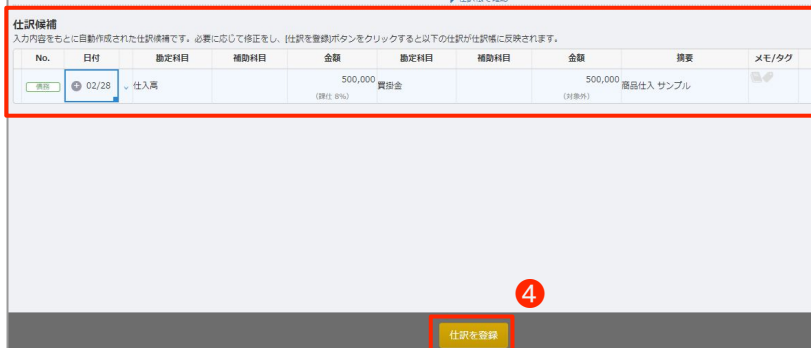 仕訳候補
入力内容をもとに自動作成された仕訳候補です。必要に応じて修正をし、[仕訳を登録]ボタンをクリックすると以下の仕訳が仕訳帳に反映されます。
No. 日付 勘定科目 補助科目 金額 勘定科目 補助科目 金額 摘要 メモ/タグ
債務 02/28 仕入高 500,000 買掛金 500,000 商品仕入 サンプル
(課仕 8%) (対象外)
4
仕訳を登録